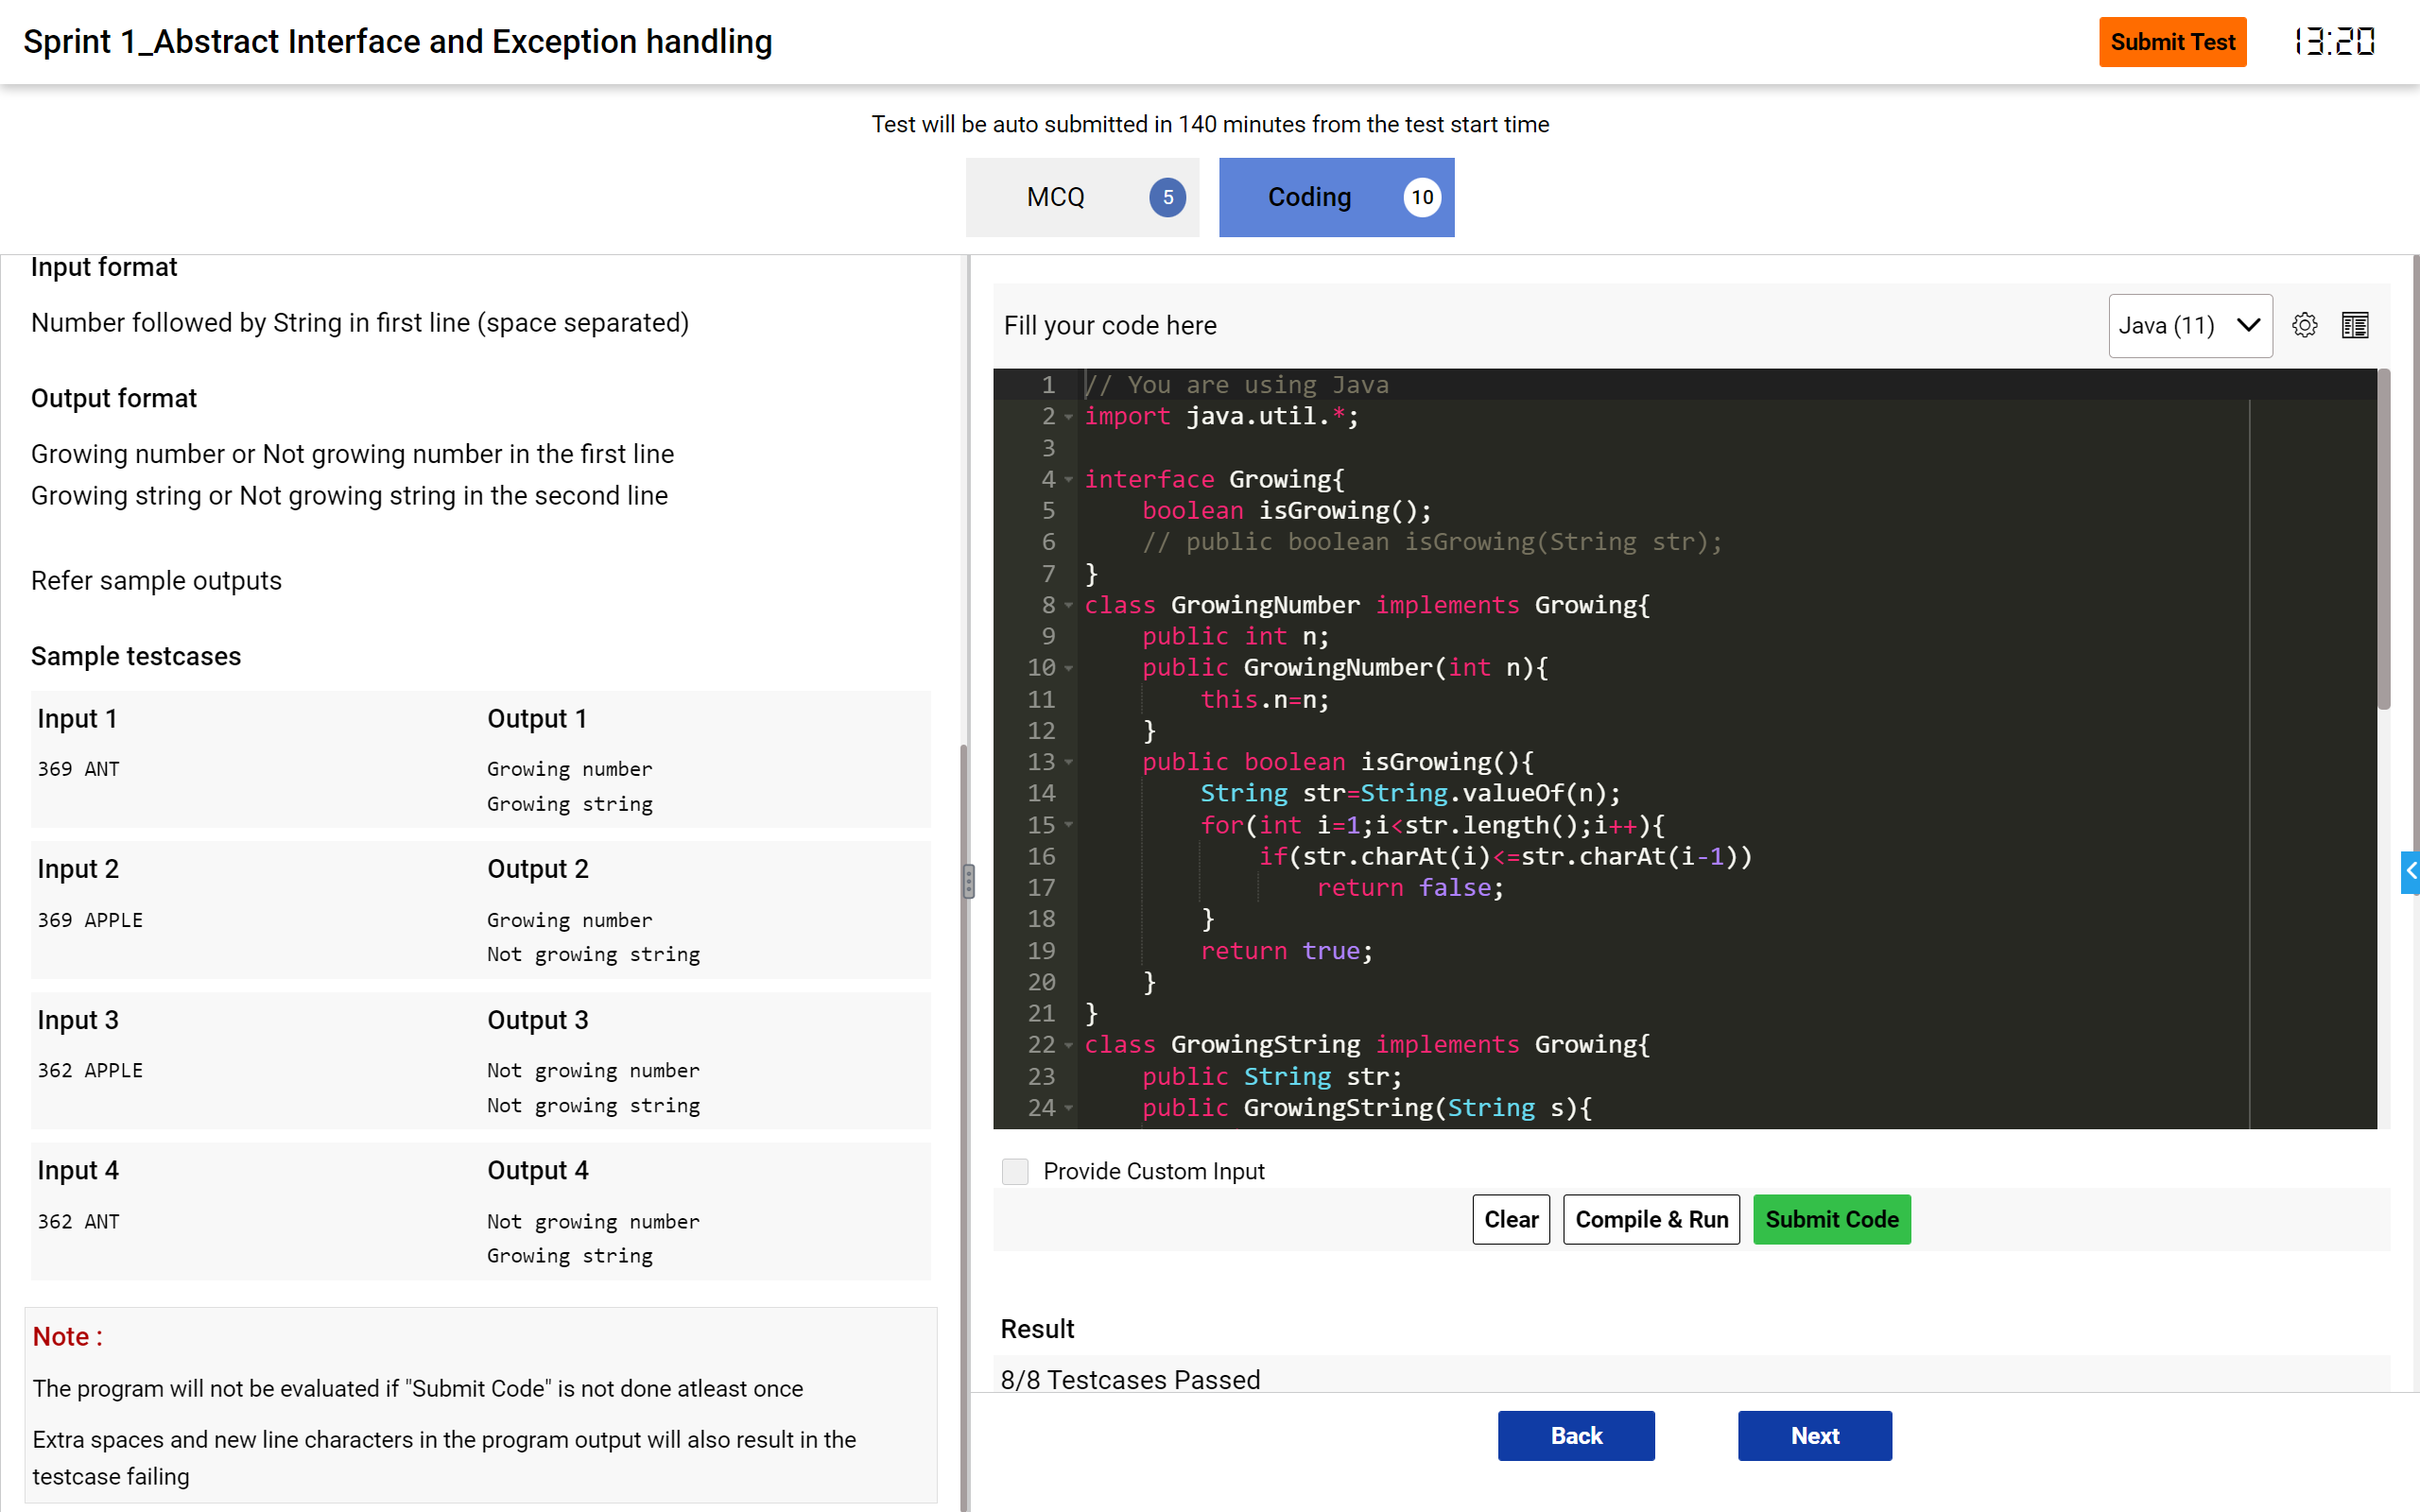 Sprint 1_Abstract Interface and Exception handling
Submit Test
13:20
Test will be auto submitted in 140 minutes from the test start time
MCQ 5
Coding 10
Input format
Number followed by String in first line (space separated)
Output format
Growing number or Not growing number in the first line
Growing string or Not growing string in the second line
Refer sample outputs
Sample testcases
Input 1 Output 1
369 ANT Growing number
Growing string
Input 2 Output 2
369 APPLE Growing number
Not growing string
Input 3 Output 3
362 APPLE Not growing number
Not growing string
Input 4 Output 4
362 ANT Not growing number
Growing string
Note :
The program will not be evaluated if "Submit Code" is not done atleast once
Extra spaces and new line characters in the program output will also result in the
testcase failing
Fill your code here
Java (11)
1 // You are using Java
2 import java.util.*;
3
4 interface Growing{
5 boolean isGrowing();
6 // public boolean isGrowing(String str);
7 }
8 class GrowingNumber implements Growing{
9 public int n;
10 public GrowingNumber(int n){
11 this.n=n;
12 }
13 public boolean isGrowing(){
14 String str=String.valueOf(n);
15 for(int i=1;i<str.length();i++){
16 if(str.charAt(i)<=str.charAt(i-1))
17 return false;
18 }
19 return true;
20 }
21 }
22 class GrowingString implements Growing{
23 public String str;
24 public GrowingString(String s){
Provide Custom Input
Clear
Compile & Run
Submit Code
Result
8/8 Testcases Passed
Back
Next